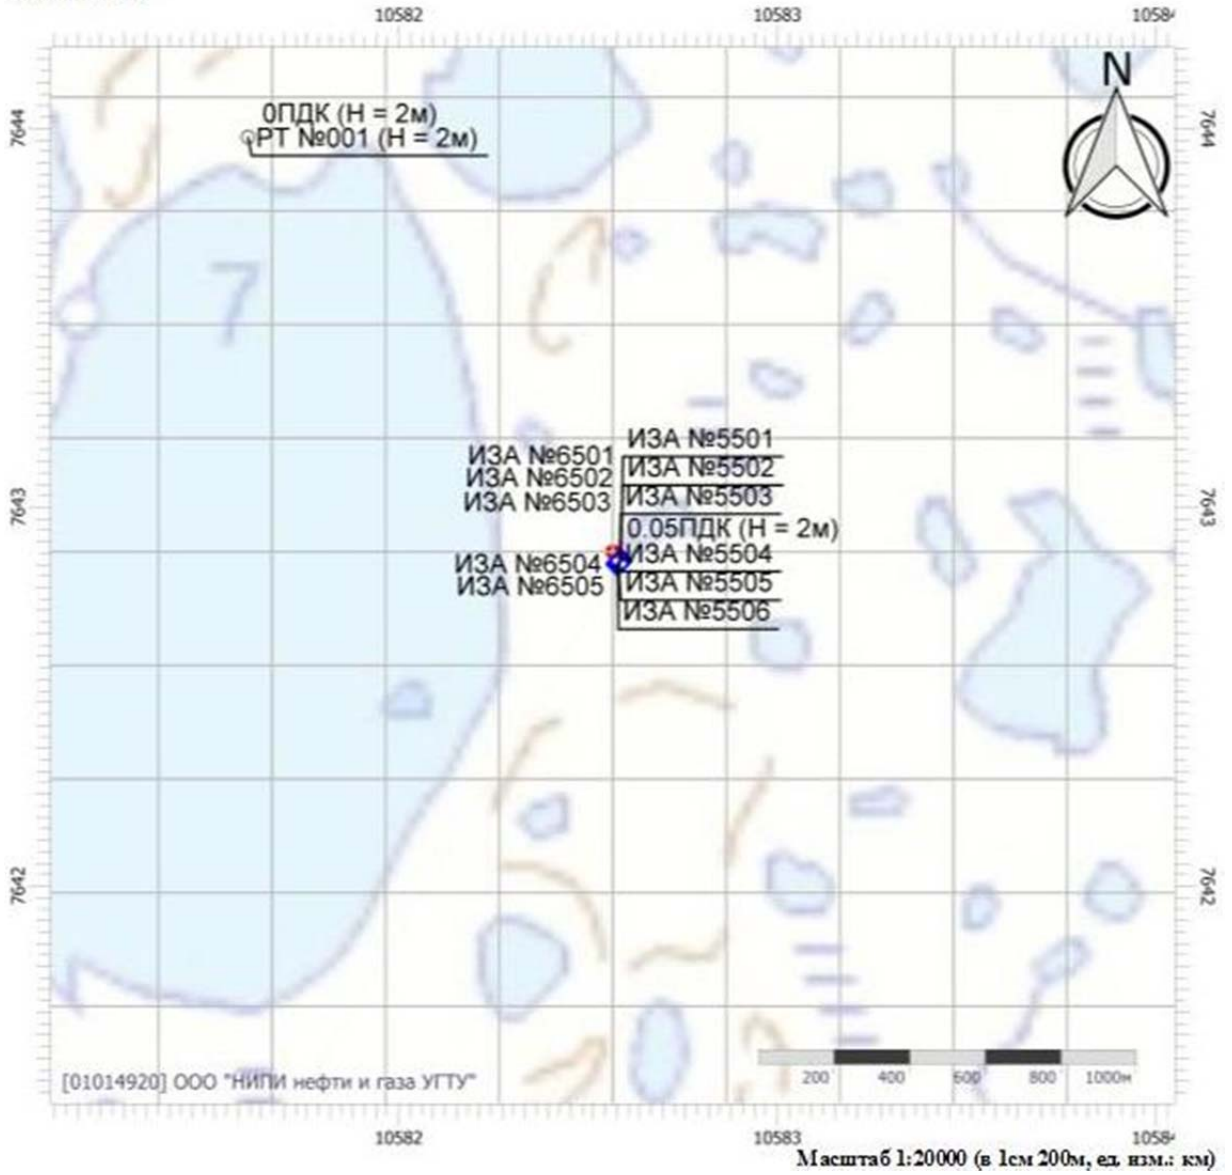 10582 10583 1058
N
7644 7644
0ПДК (Н = 2м)
РТ №001 (Н = 2м)
7
ИЗА №5501
ИЗА №6501
ИЗА №5502
ИЗА №6502
ИЗА №5503
ИЗА №6503
7643 7643
0.05ПДК (Н = 2м)
ИЗА №5504
ИЗА №6504
ИЗА №5505
ИЗА №6505
ИЗА №5506
7642 7642
[01014920] ООО "НИПИ нефти и газа УГТУ"
200 400 600 800 1000м
10582 10583 1058
Масштаб 1:20000 (в 1см 200м, ед. изм.: км)